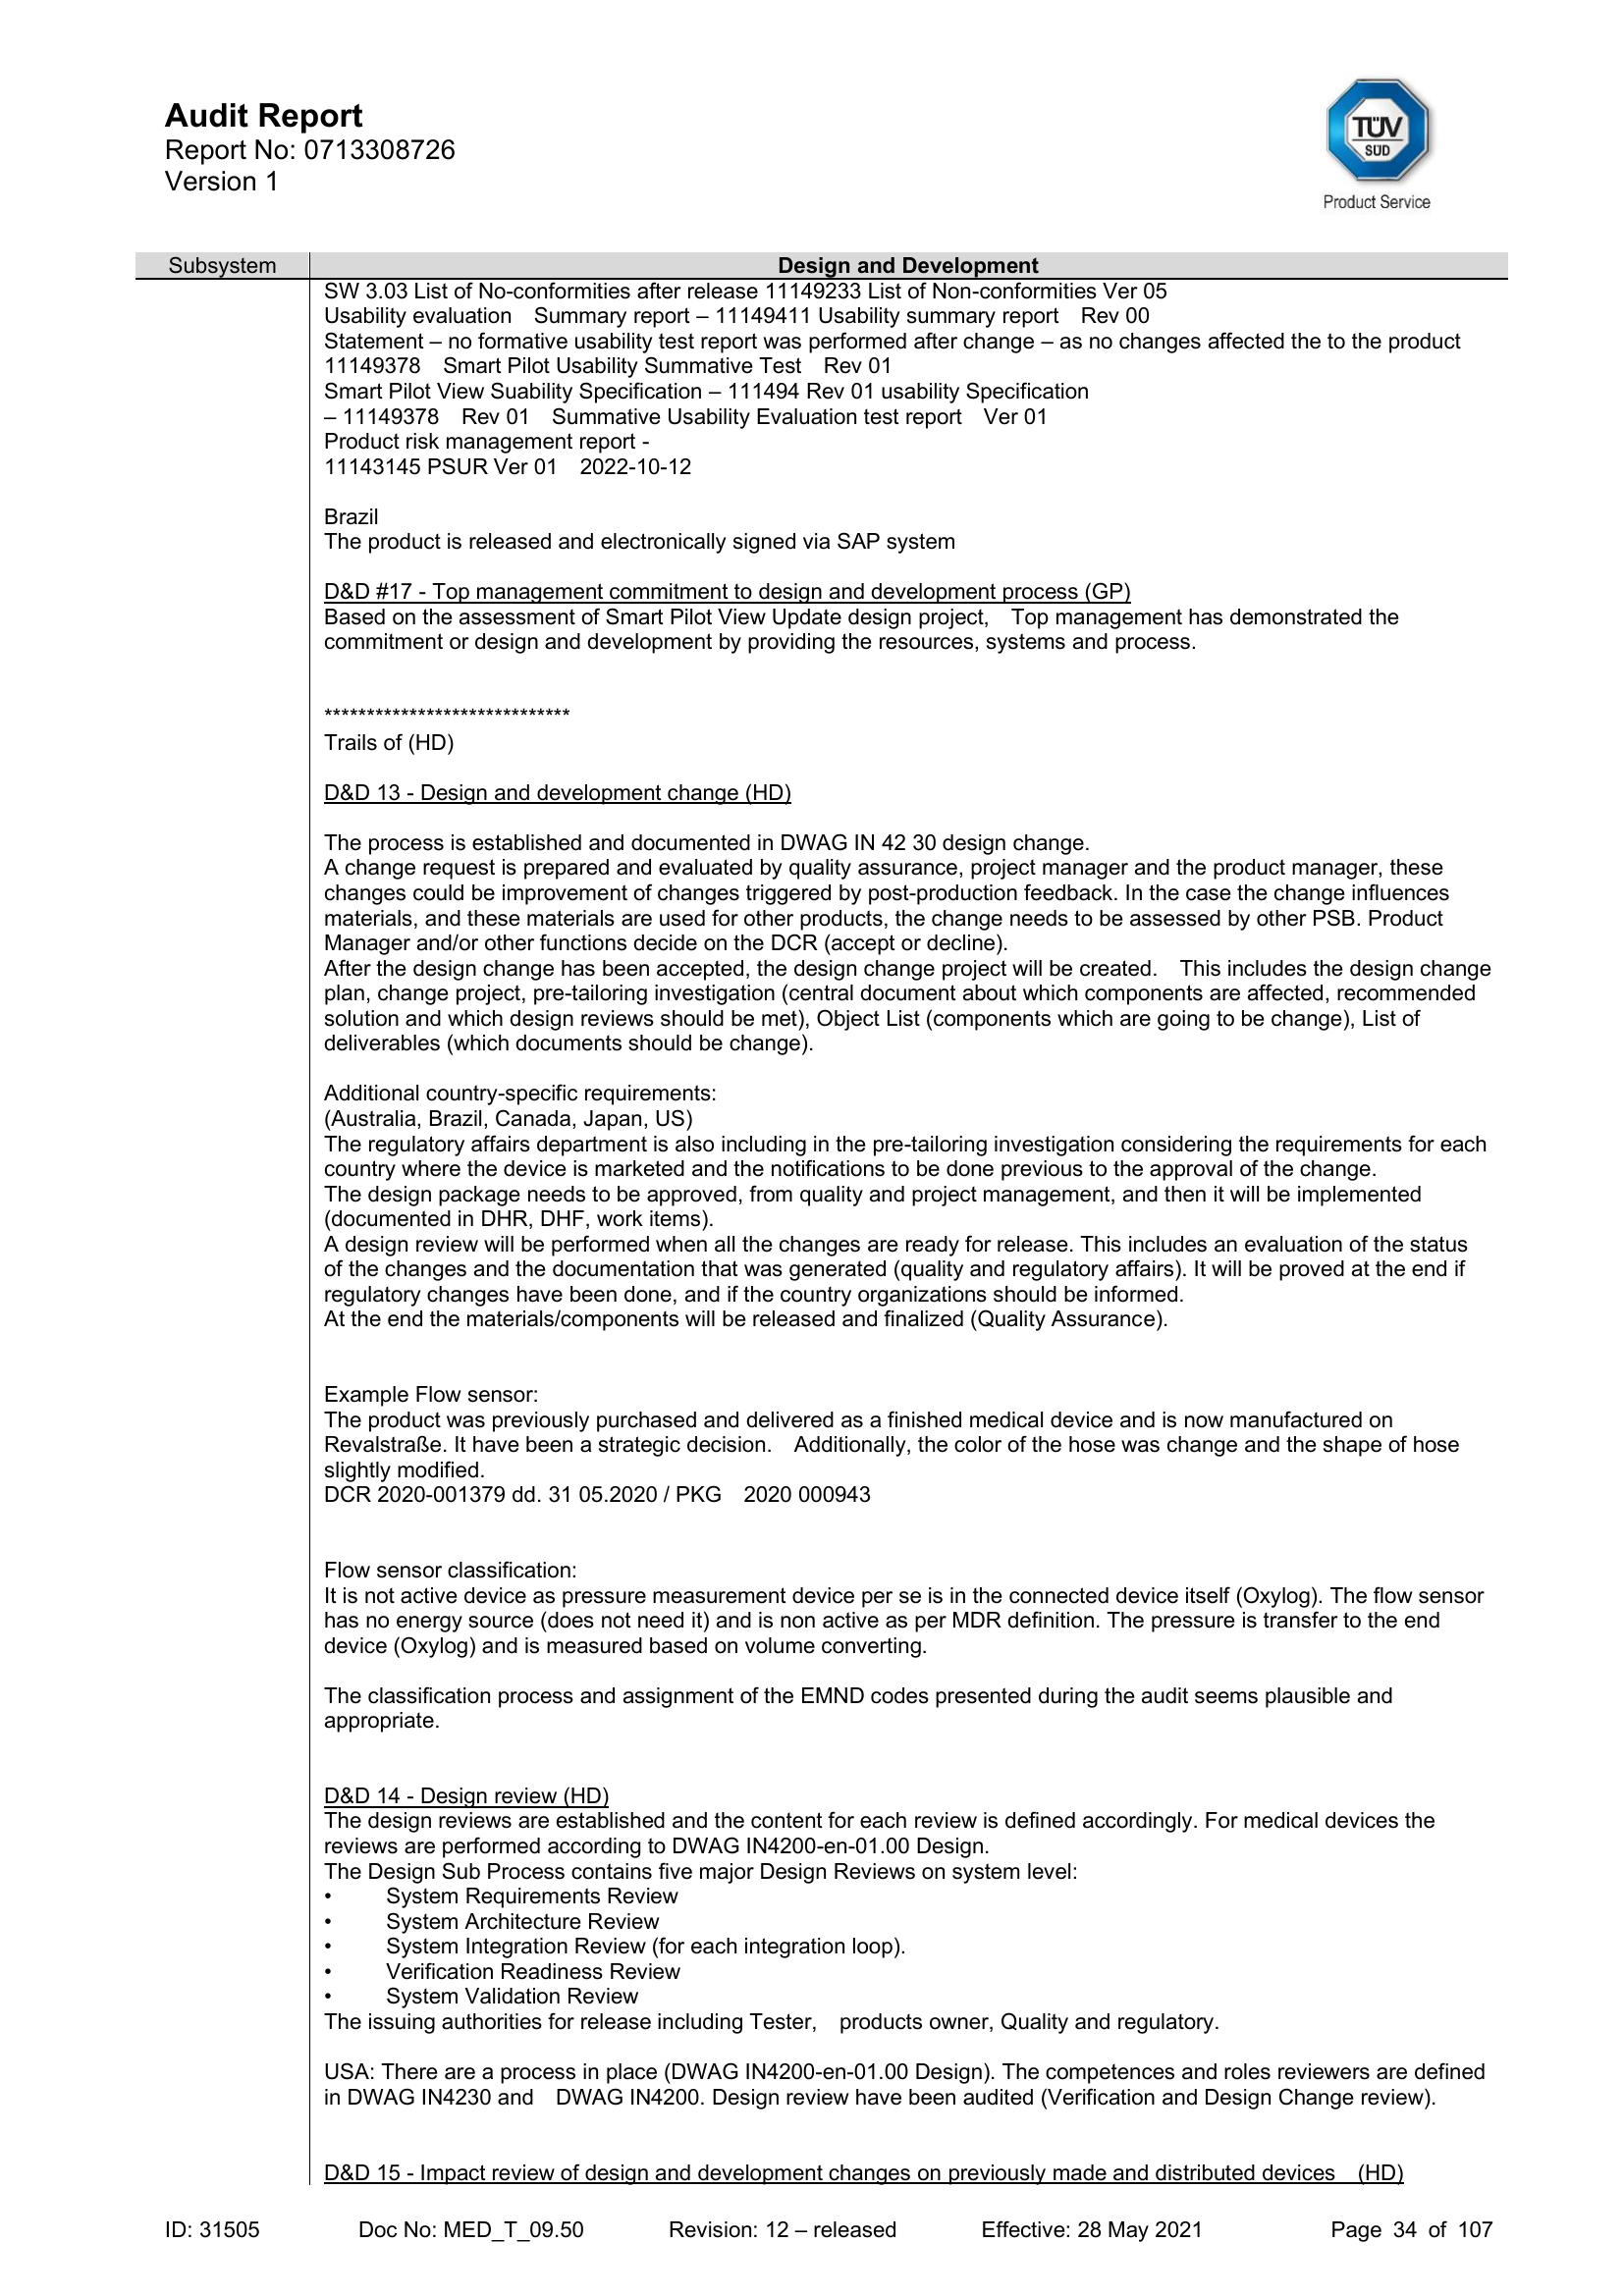 Audit Report
Report No: 0713308726
Version 1
TÜV
SÜD
Product Service
Subsystem Design and Development
SW 3.03 List of No-conformities after release 11149233 List of Non-conformities Ver 05
Usability evaluation Summary report – 11149411 Usability summary report Rev 00
Statement – no formative usability test report was performed after change – as no changes affected the to the product
11149378 Smart Pilot Usability Summative Test Rev 01
Smart Pilot View Suability Specification – 111494 Rev 01 usability Specification
– 11149378 Rev 01 Summative Usability Evaluation test report Ver 01
Product risk management report -
11143145 PSUR Ver 01 2022-10-12
Brazil
The product is released and electronically signed via SAP system
D&D #17 - Top management commitment to design and development process (GP)
Based on the assessment of Smart Pilot View Update design project, Top management has demonstrated the
commitment or design and development by providing the resources, systems and process.
*****************************
Trails of (HD)
D&D 13 - Design and development change (HD)
The process is established and documented in DWAG IN 42 30 design change.
A change request is prepared and evaluated by quality assurance, project manager and the product manager, these
changes could be improvement of changes triggered by post-production feedback. In the case the change influences
materials, and these materials are used for other products, the change needs to be assessed by other PSB. Product
Manager and/or other functions decide on the DCR (accept or decline).
After the design change has been accepted, the design change project will be created. This includes the design change
plan, change project, pre-tailoring investigation (central document about which components are affected, recommended
solution and which design reviews should be met), Object List (components which are going to be change), List of
deliverables (which documents should be change).
Additional country-specific requirements:
(Australia, Brazil, Canada, Japan, US)
The regulatory affairs department is also including in the pre-tailoring investigation considering the requirements for each
country where the device is marketed and the notifications to be done previous to the approval of the change.
The design package needs to be approved, from quality and project management, and then it will be implemented
(documented in DHR, DHF, work items).
A design review will be performed when all the changes are ready for release. This includes an evaluation of the status
of the changes and the documentation that was generated (quality and regulatory affairs). It will be proved at the end if
regulatory changes have been done, and if the country organizations should be informed.
At the end the materials/components will be released and finalized (Quality Assurance).
Example Flow sensor:
The product was previously purchased and delivered as a finished medical device and is now manufactured on
Revalstraße. It have been a strategic decision. Additionally, the color of the hose was change and the shape of hose
slightly modified.
DCR 2020-001379 dd. 31 05.2020 / PKG 2020 000943
Flow sensor classification:
It is not active device as pressure measurement device per se is in the connected device itself (Oxylog). The flow sensor
has no energy source (does not need it) and is non active as per MDR definition. The pressure is transfer to the end
device (Oxylog) and is measured based on volume converting.
The classification process and assignment of the EMND codes presented during the audit seems plausible and
appropriate.
D&D 14 - Design review (HD)
The design reviews are established and the content for each review is defined accordingly. For medical devices the
reviews are performed according to DWAG IN4200-en-01.00 Design.
The Design Sub Process contains five major Design Reviews on system level:
• System Requirements Review
• System Architecture Review
• System Integration Review (for each integration loop).
• Verification Readiness Review
• System Validation Review
The issuing authorities for release including Tester, products owner, Quality and regulatory.
USA: There are a process in place (DWAG IN4200-en-01.00 Design). The competences and roles reviewers are defined
in DWAG IN4230 and DWAG IN4200. Design review have been audited (Verification and Design Change review).
D&D 15 - Impact review of design and development changes on previously made and distributed devices (HD)
ID: 31505 Doc No: MED_T_09.50 Revision: 12 – released Effective: 28 May 2021 Page 34 of 107